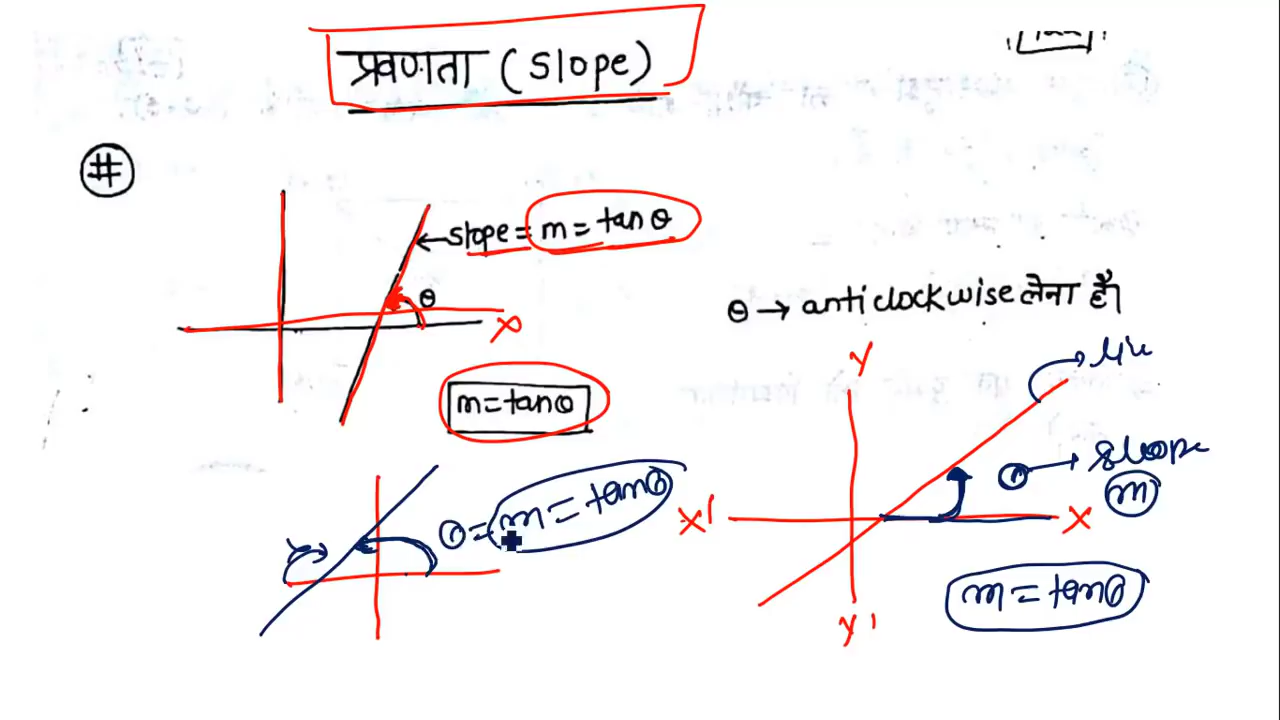 प्रवणता (Slope)
#
slope = m = tanθ
θ
X
m = tanθ
θ → anticlockwise लेना है।
y
θ → slope
m
X' X
m = tanθ
y'
θ = m = tanθ